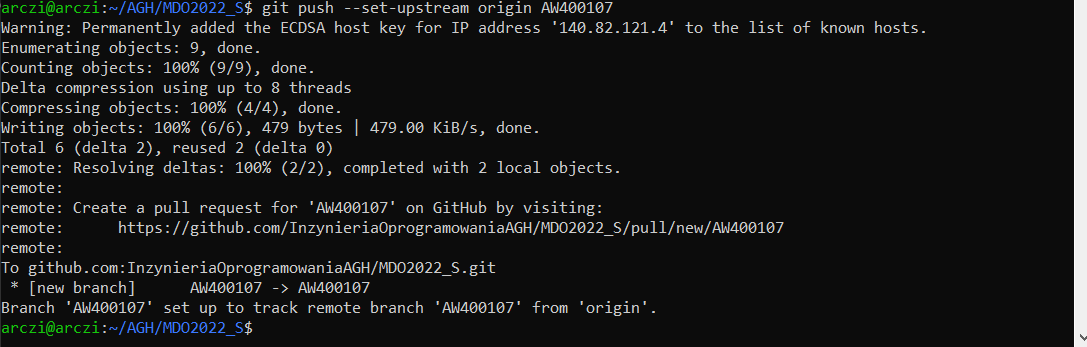 arczi@arczi:~/AGH/MDO2022_S$ git push --set-upstream origin AW400107
Warning: Permanently added the ECDSA host key for IP address '140.82.121.4' to the list of known hosts.
Enumerating objects: 9, done.
Counting objects: 100% (9/9), done.
Delta compression using up to 8 threads
Compressing objects: 100% (4/4), done.
Writing objects: 100% (6/6), 479 bytes | 479.00 KiB/s, done.
Total 6 (delta 2), reused 2 (delta 0)
remote: Resolving deltas: 100% (2/2), completed with 2 local objects.
remote:
remote: Create a pull request for 'AW400107' on GitHub by visiting:
remote:      https://github.com/InzynieriaOprogramowaniaAGH/MDO2022_S/pull/new/AW400107
remote:
To github.com:InzynieriaOprogramowaniaAGH/MDO2022_S.git
 * [new branch]      AW400107 -> AW400107
Branch 'AW400107' set up to track remote branch 'AW400107' from 'origin'.
arczi@arczi:~/AGH/MDO2022_S$